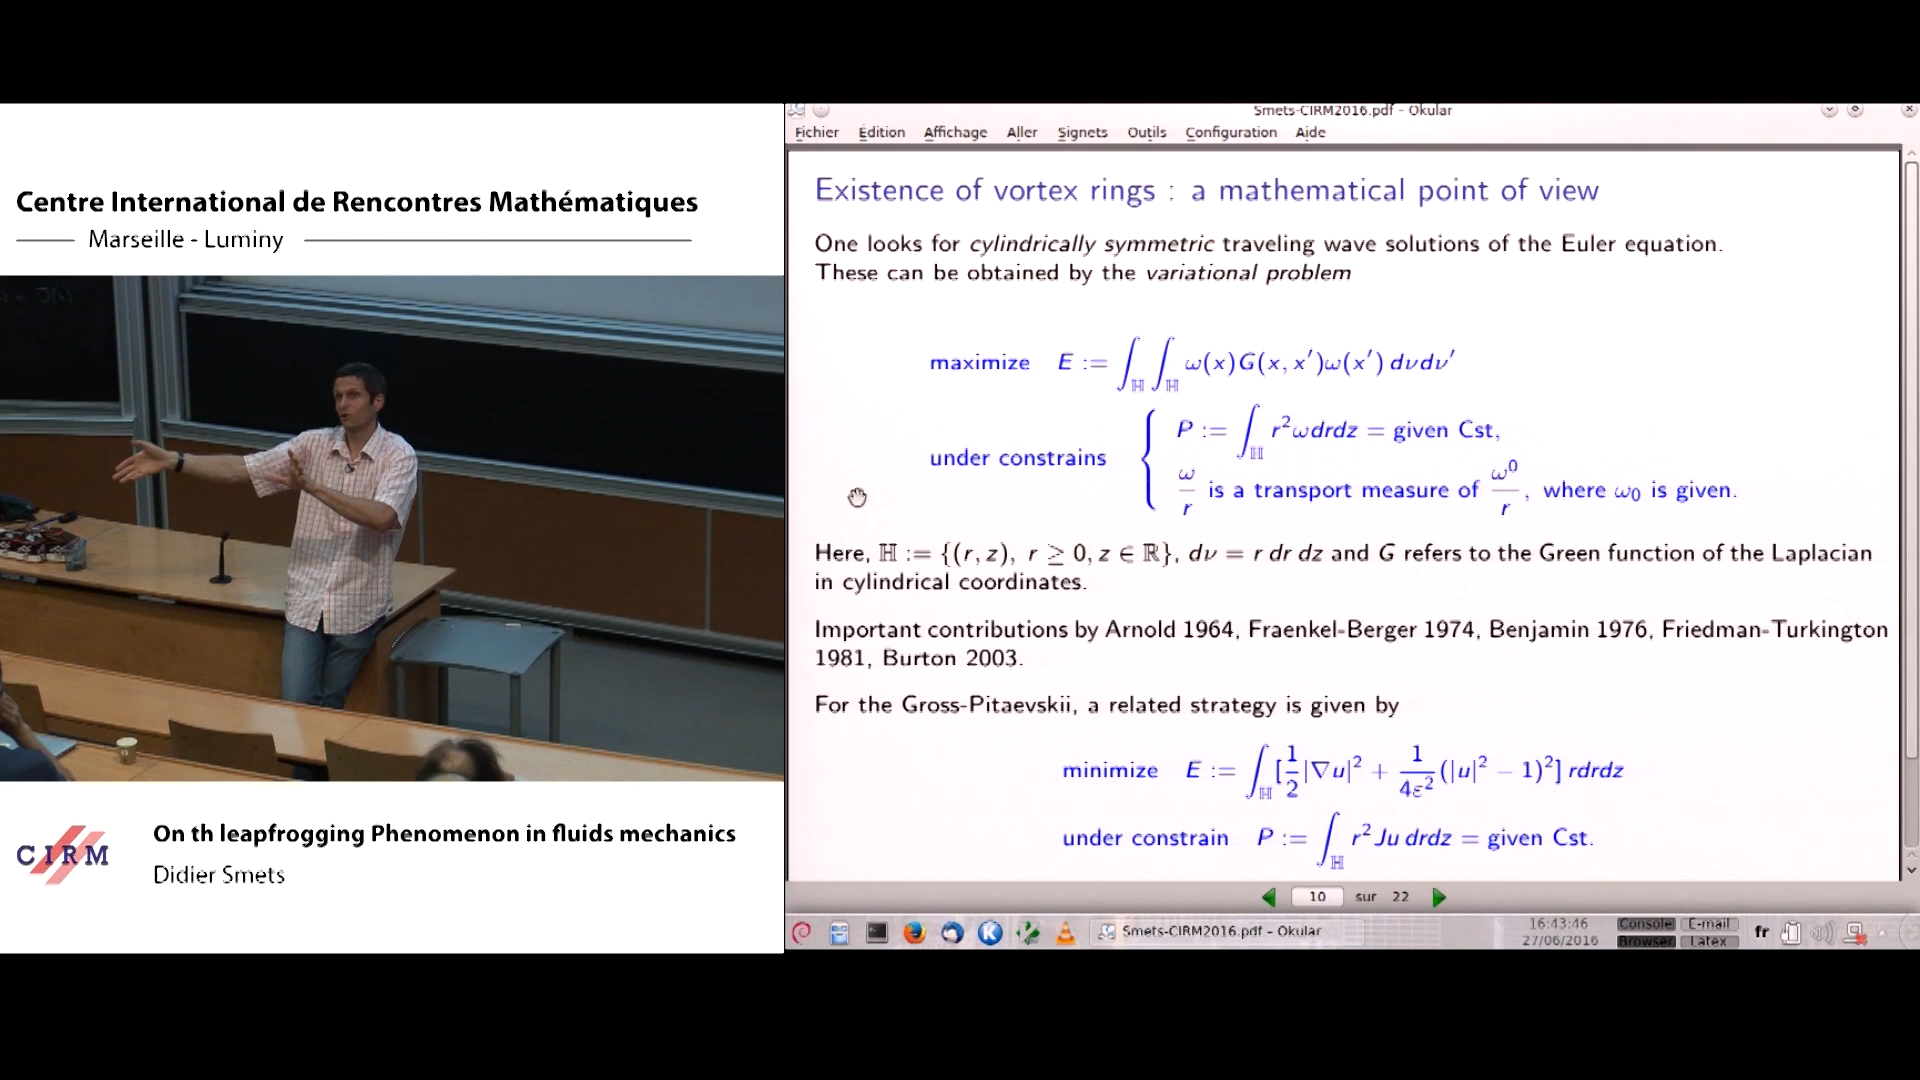 Centre International de Rencontres Mathématiques
Marseille - Luminy
On th leapfrogging Phenomenon in fluids mechanics
Didier Smets
CIRM
Smets-CIRM2016.pdf - Okular
Fichier Édition Affichage Aller Signets Outils Configuration Aide
Existence of vortex rings : a mathematical point of view
One looks for cylindrically symmetric traveling wave solutions of the Euler equation.
These can be obtained by the variational problem
maximize E := ∫_ℍ ∫_ℍ ω(x)G(x, x′)ω(x′) dνdν′
under constrains { P := ∫_ℍ r²ωdrdz = given Cst,
ω/r is a transport measure of ω⁰/r, where ω₀ is given.
Here, ℍ := {(r, z), r ≥ 0, z ∈ ℝ}, dν = r dr dz and G refers to the Green function of the Laplacian
in cylindrical coordinates.
Important contributions by Arnold 1964, Fraenkel-Berger 1974, Benjamin 1976, Friedman-Turkington
1981, Burton 2003.
For the Gross-Pitaevskii, a related strategy is given by
minimize E := ∫_ℍ [1/2|∇u|² + 1/4ε²(|u|² − 1)²] rdrdz
under constrain P := ∫_ℍ r² Ju drdz = given Cst.
10 sur 22
Smets-CIRM2016.pdf - Okular
16:43:46
27/06/2016
Console E-mail
Browser Latex
fr